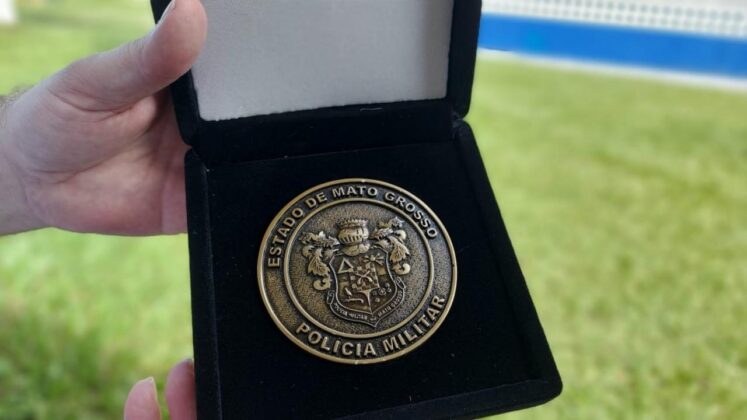 ESTADO DE MATO GROSSO
POLICIA MILITAR